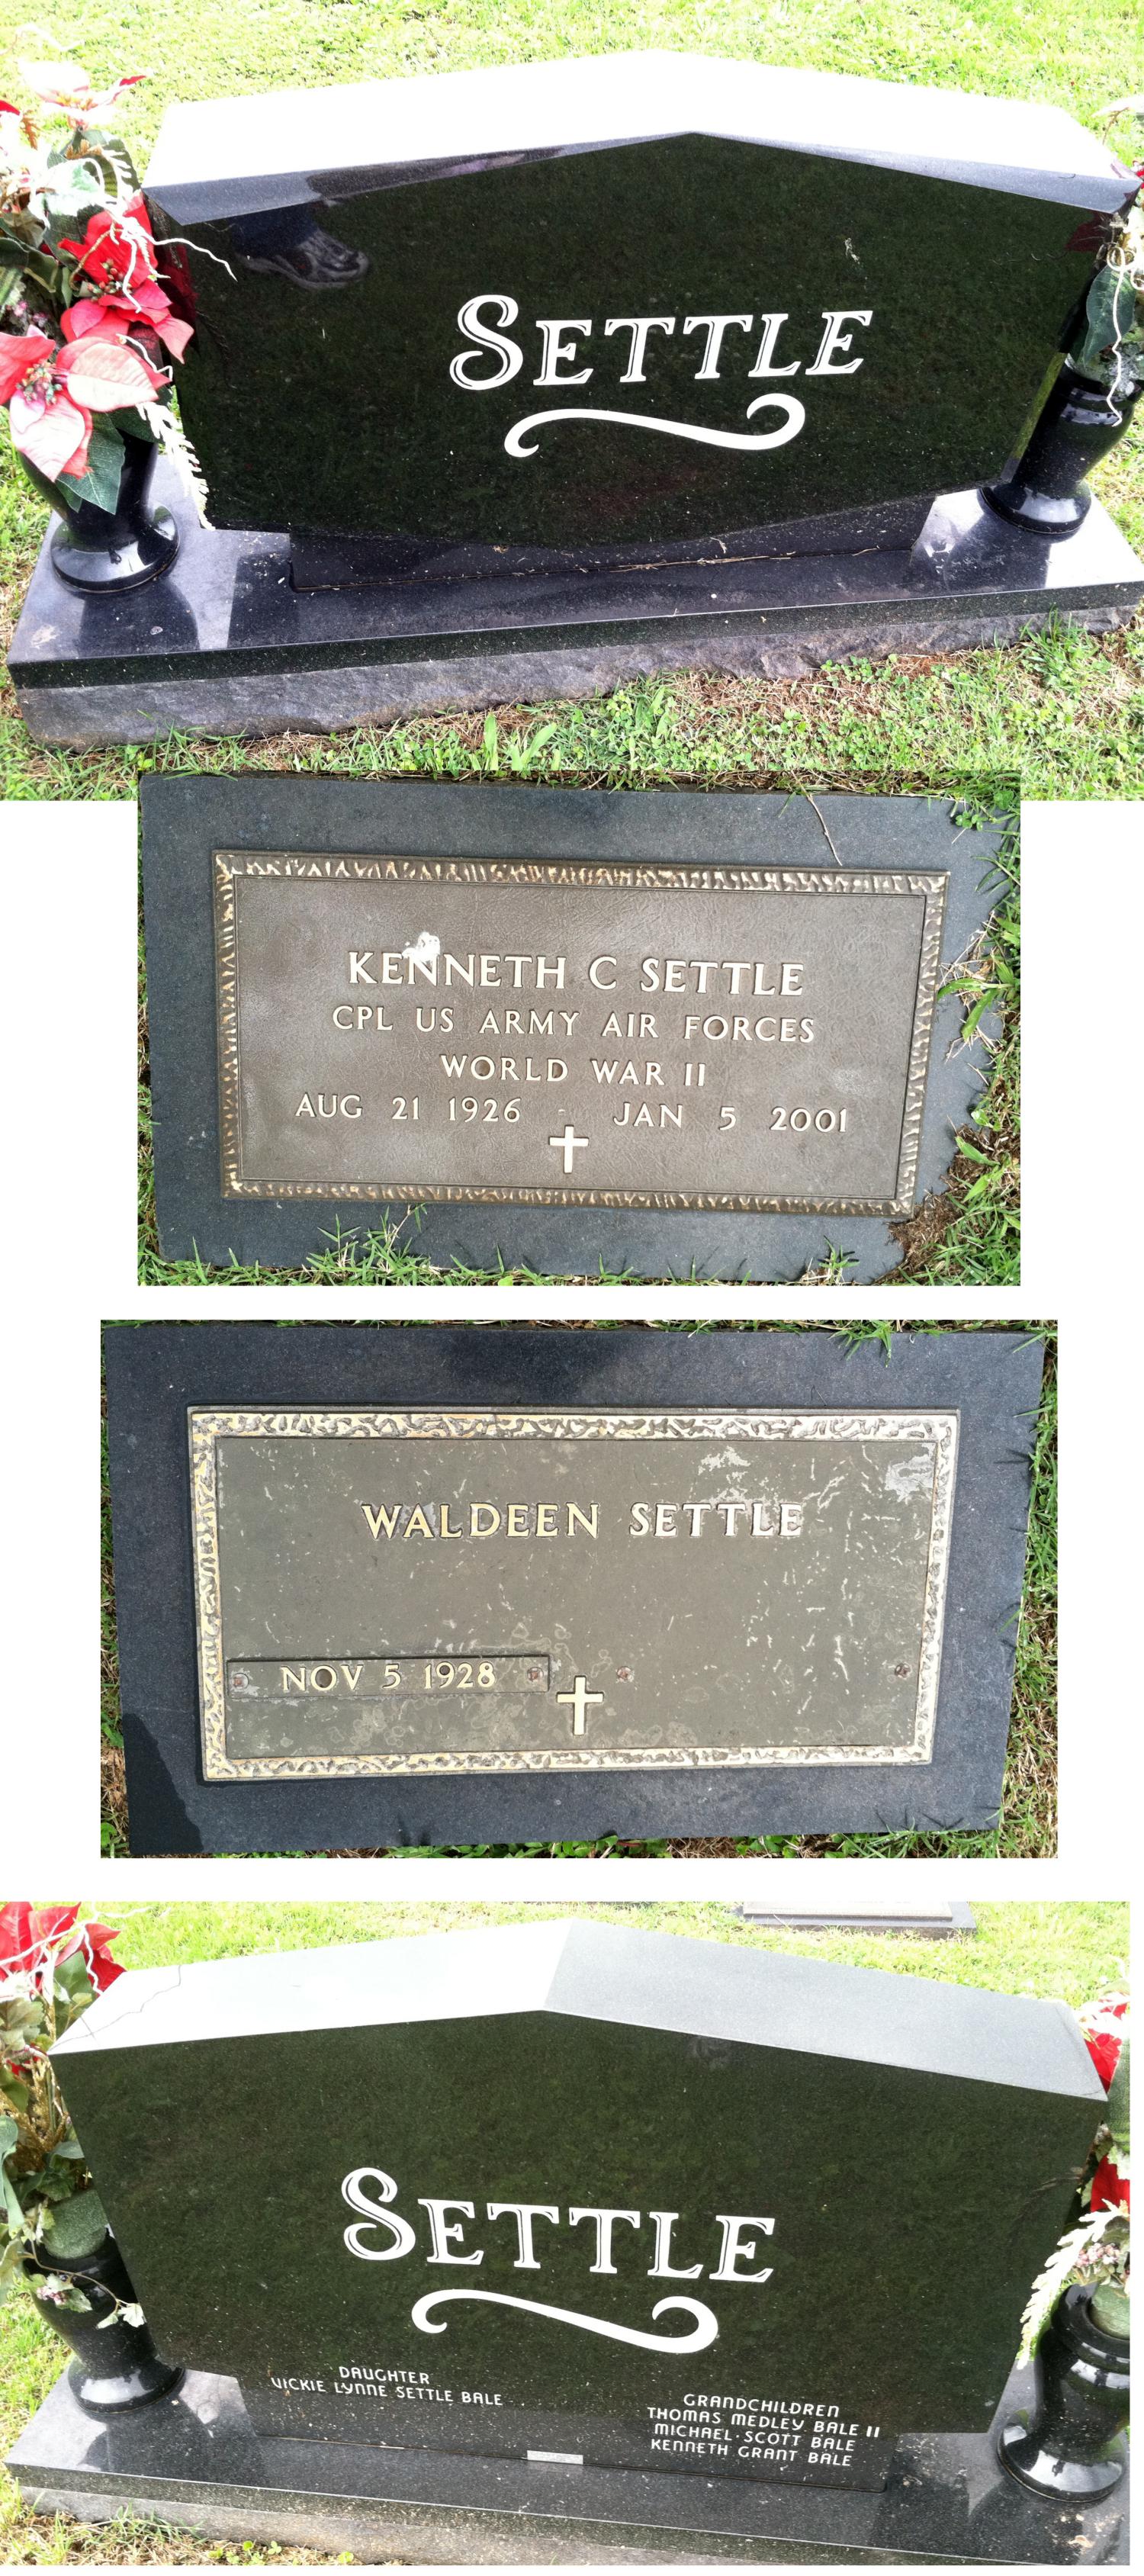 SETTLE
KENNETH C SETTLE
CPL US ARMY AIR FORCES
WORLD WAR II
AUG 21 1926 - JAN 5 2001
WALDEEN SETTLE
NOV 5 1928
SETTLE
DAUGHTER
VICKIE LYNNE SETTLE BALE
GRANDCHILDREN
THOMAS MEDLEY BALE II
MICHAEL SCOTT BALE
KENNETH GRANT BALE